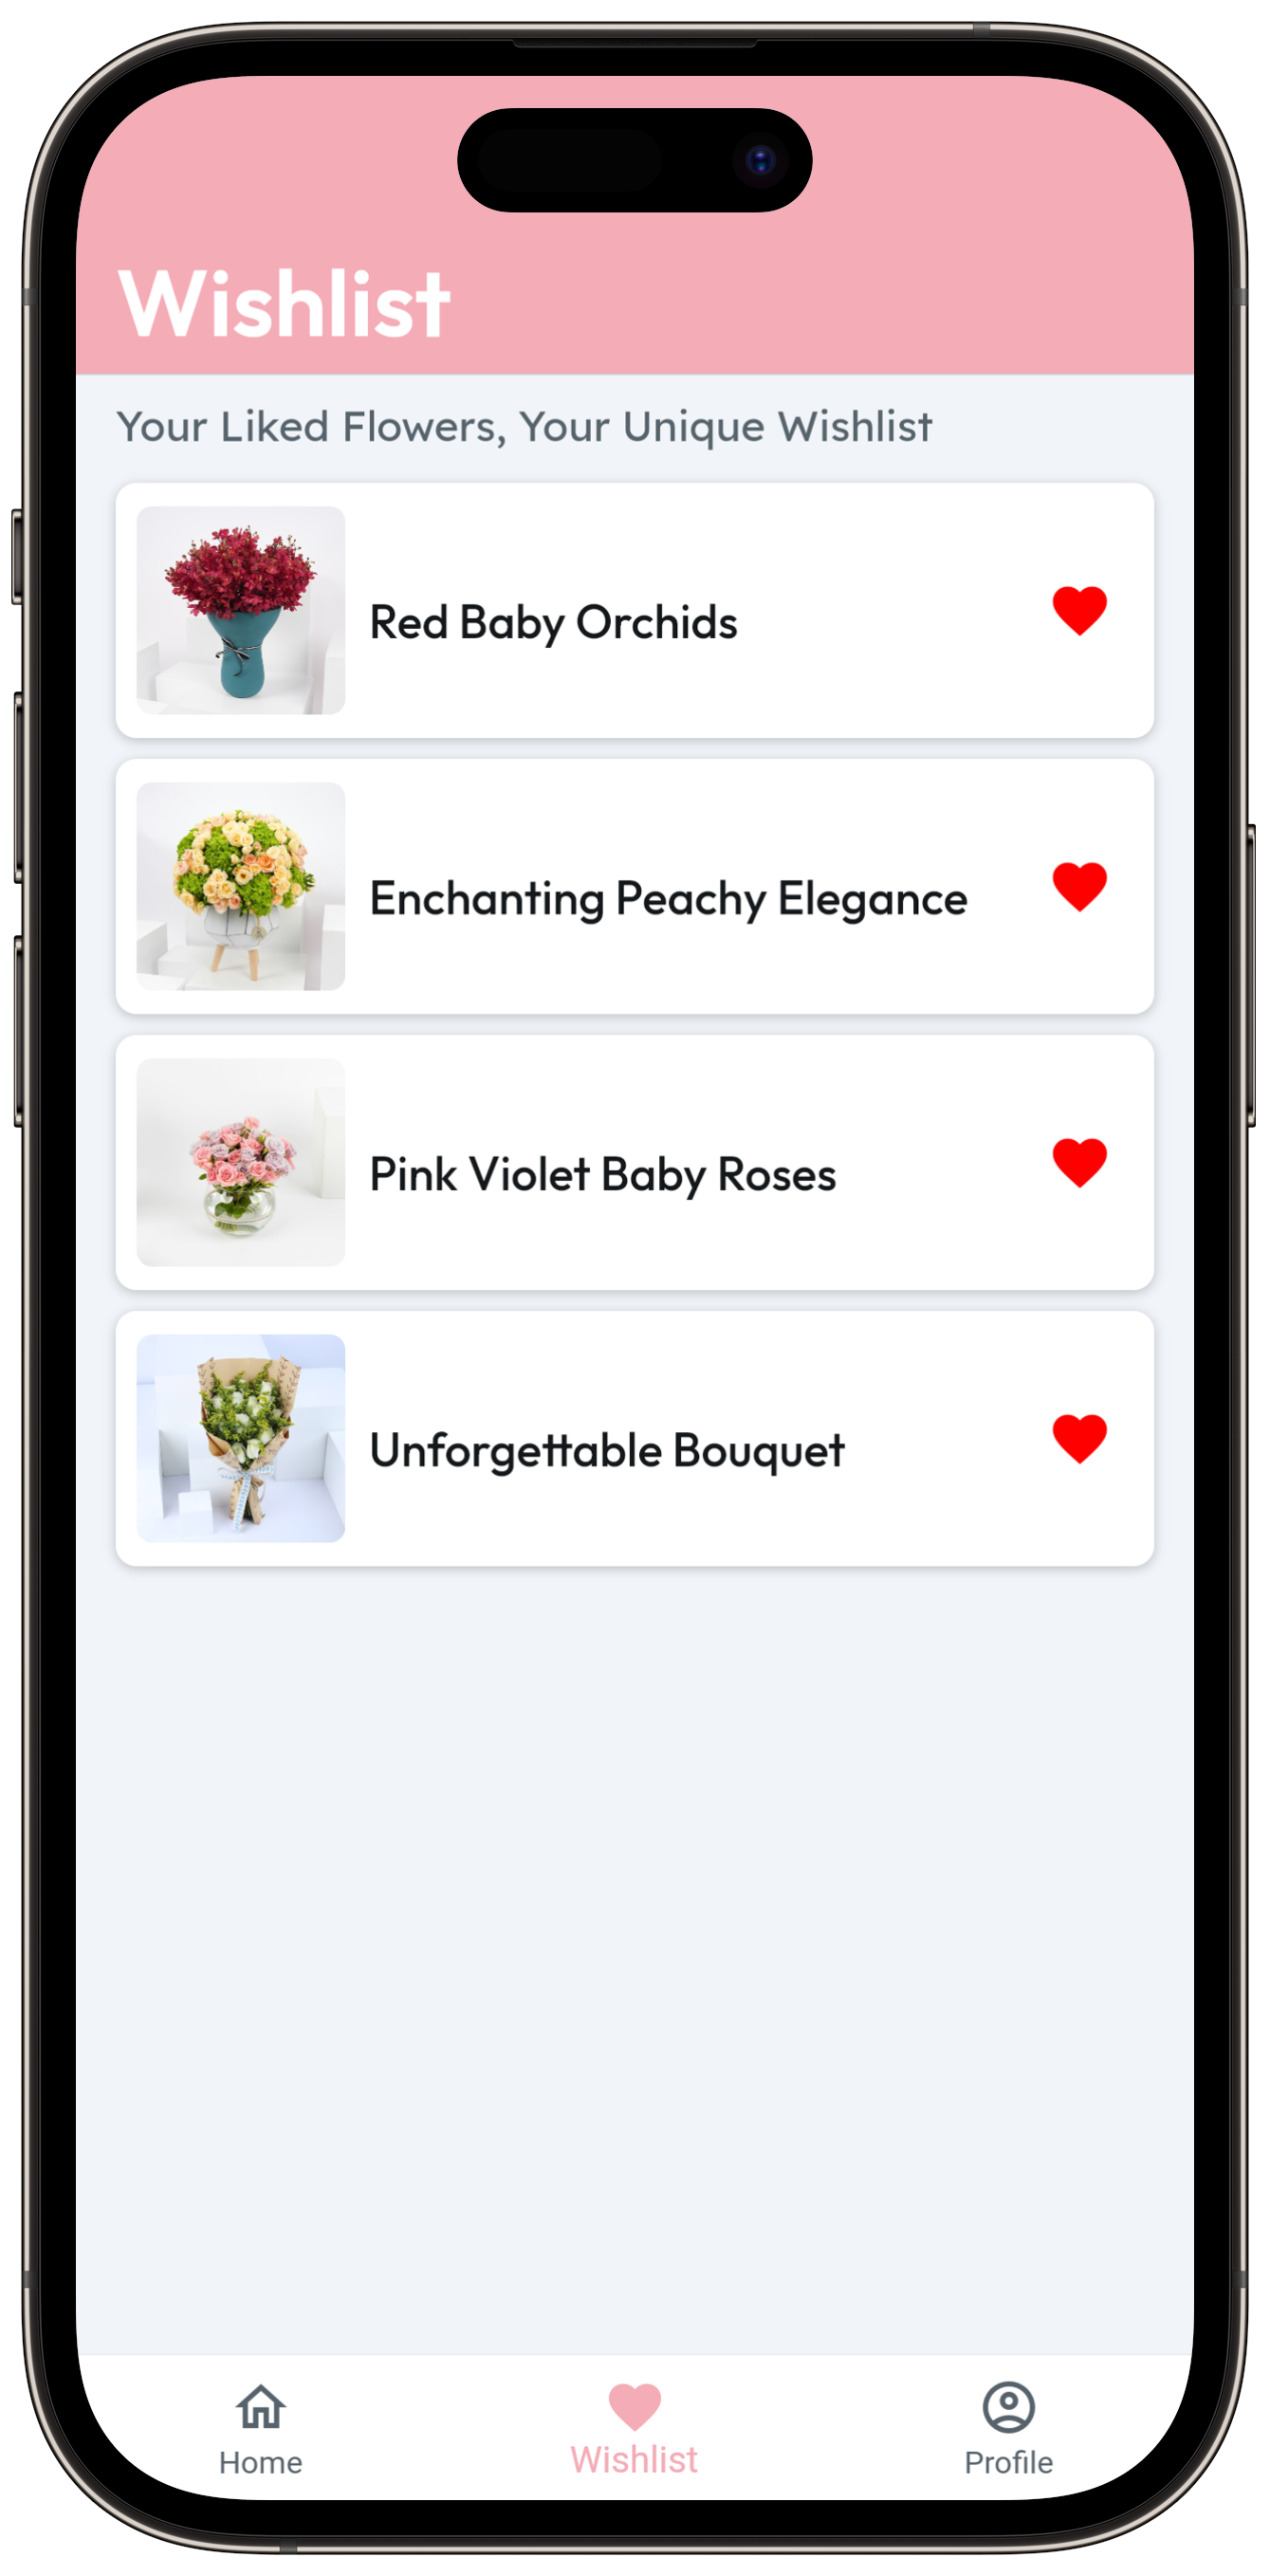 Wishlist
Your Liked Flowers, Your Unique Wishlist
Red Baby Orchids
Enchanting Peachy Elegance
Pink Violet Baby Roses
Unforgettable Bouquet
Home
Wishlist
Profile